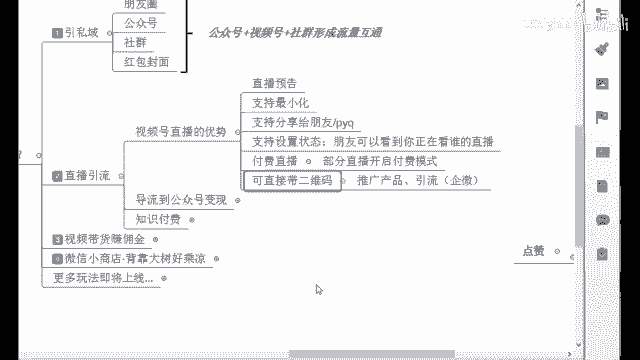 朋友圈
公众号
1 引私域
社群
红包封面
公众号+视频号+社群形成流量互通
直播预告
支持最小化
支持分享给朋友/pyq
视频号直播的优势
支持设置状态：朋友可以看到你正在看谁的直播
付费直播
部分直播开启付费模式
可直接带二维码
推广产品、引流（企微）
直播引流
导流到公众号变现
知识付费
3 视频带货赚佣金
微信小商店-背靠大树好乘凉
更多玩法即将上线...
点赞